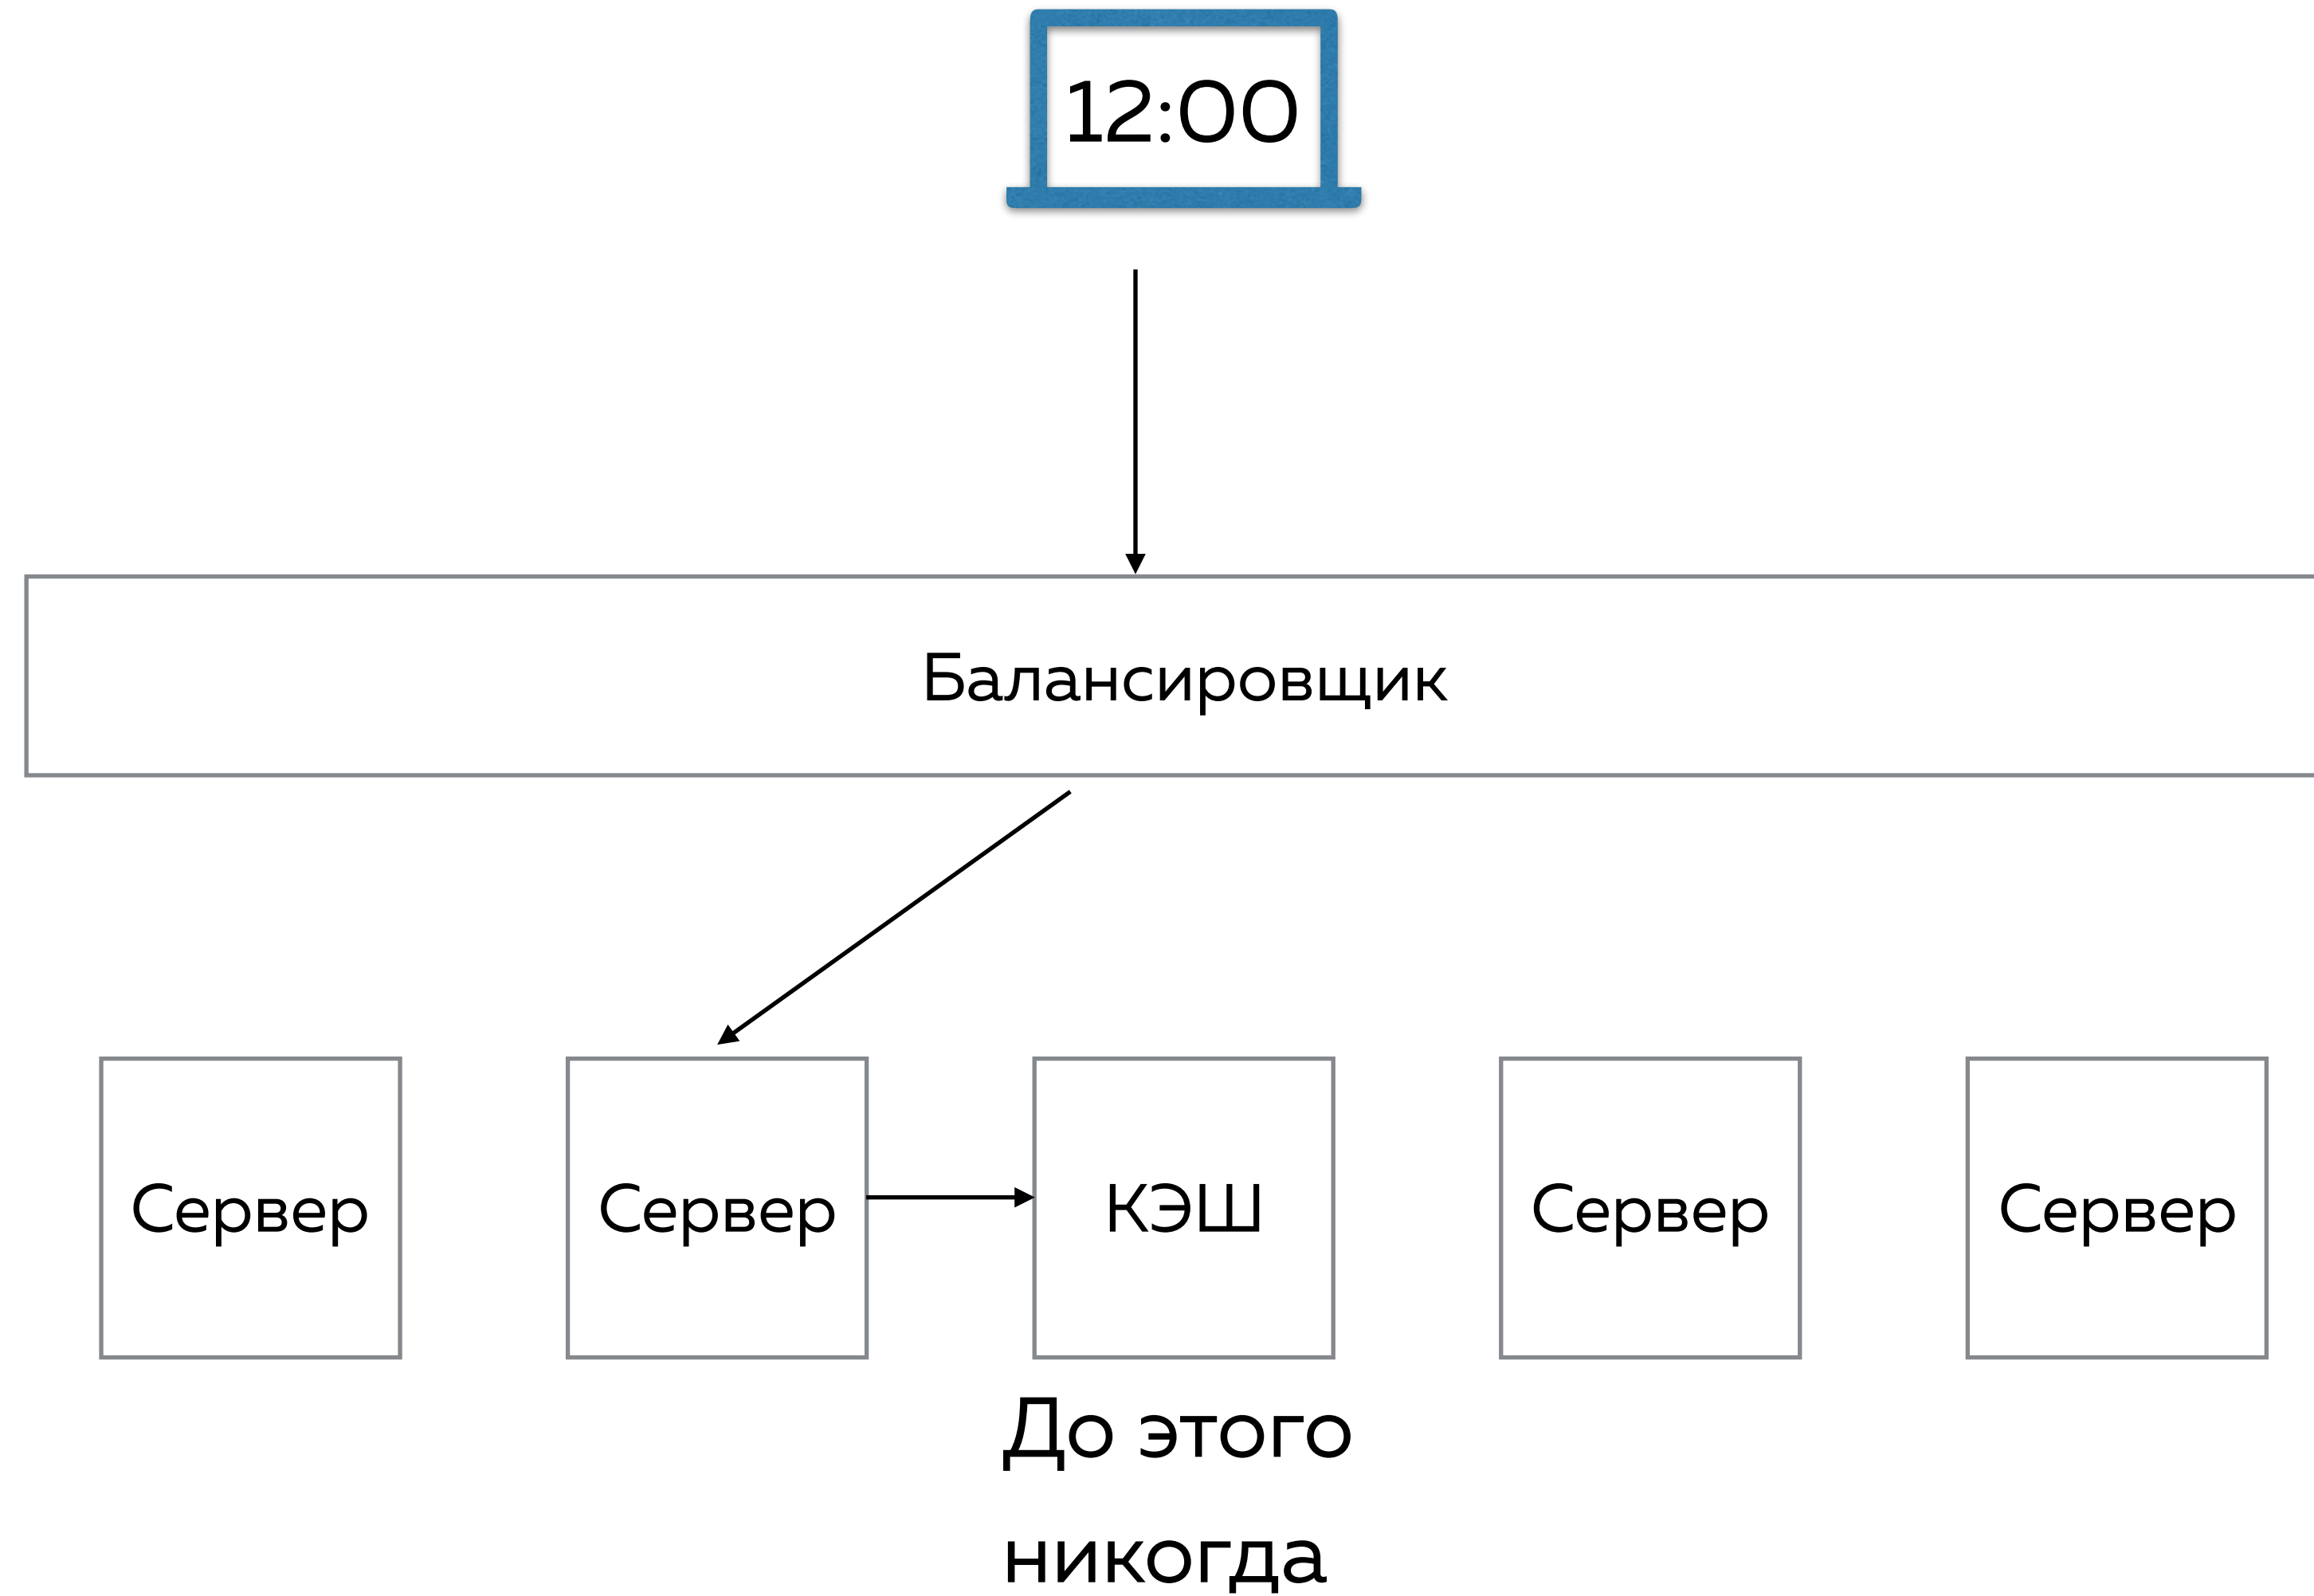 12:00
Балансировщик
Сервер
Сервер
КЭШ
Сервер
Сервер
До этого
никогда